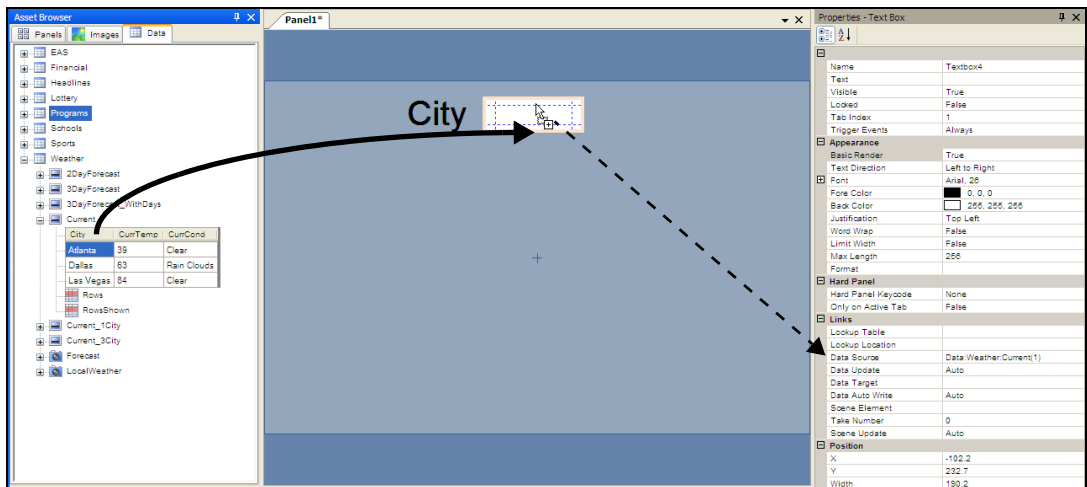 Asset Browser
Panels Images Data
EAS
Financial
Headlines
Lottery
Programs
Schools
Sports
Weather
2DayForecast
3DayForecast
3DayForecast_WithDays
Current
City CurrTemp CurrCond
Atlanta 39 Clear
Dallas 63 Rain Clouds
Las Vegas 84 Clear
Rows
RowsShown
Current_1City
Current_3City
Forecast
LocalWeather
Panel1*
City
Properties - Text Box
Name Textbox4
Text
Visible True
Locked False
Tab Index 1
Trigger Events Always
Appearance
Basic Render True
Text Direction Left to Right
Font Arial, 26
Fore Color 0, 0, 0
Back Color 255, 255, 255
Justification Top Left
Word Wrap False
Limit Width False
Max Length 256
Format
Hard Panel
Hard Panel Keycode None
Only on Active Tab False
Links
Lookup Table
Lookup Location
Data Source Data:Weather:Current(1)
Data Update Auto
Data Target
Data Auto Write Auto
Scene Element
Take Number 0
Scene Update Auto
Position
X -102.2
Y 232.7
Width 190.2